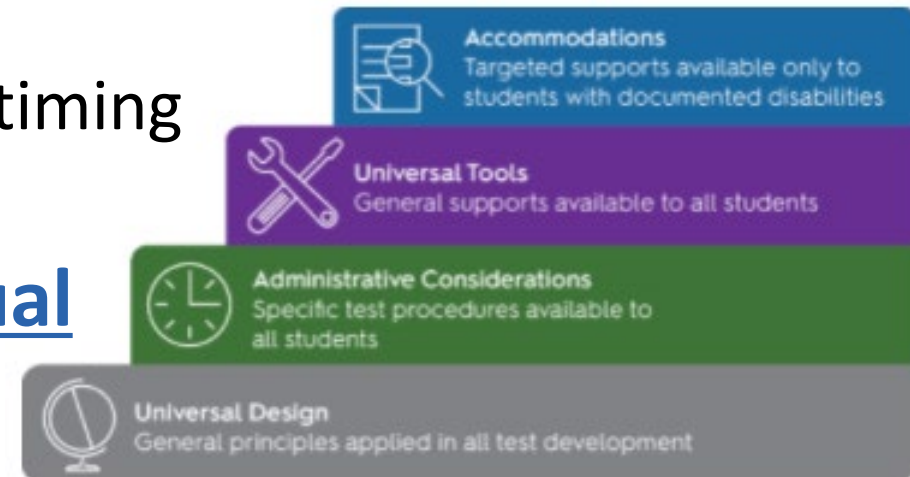 timing
ual
Accommodations
Targeted supports available only to
students with documented disabilities
Universal Tools
General supports available to all students
Administrative Considerations
Specific test procedures available to
all students
Universal Design
General principles applied in all test development